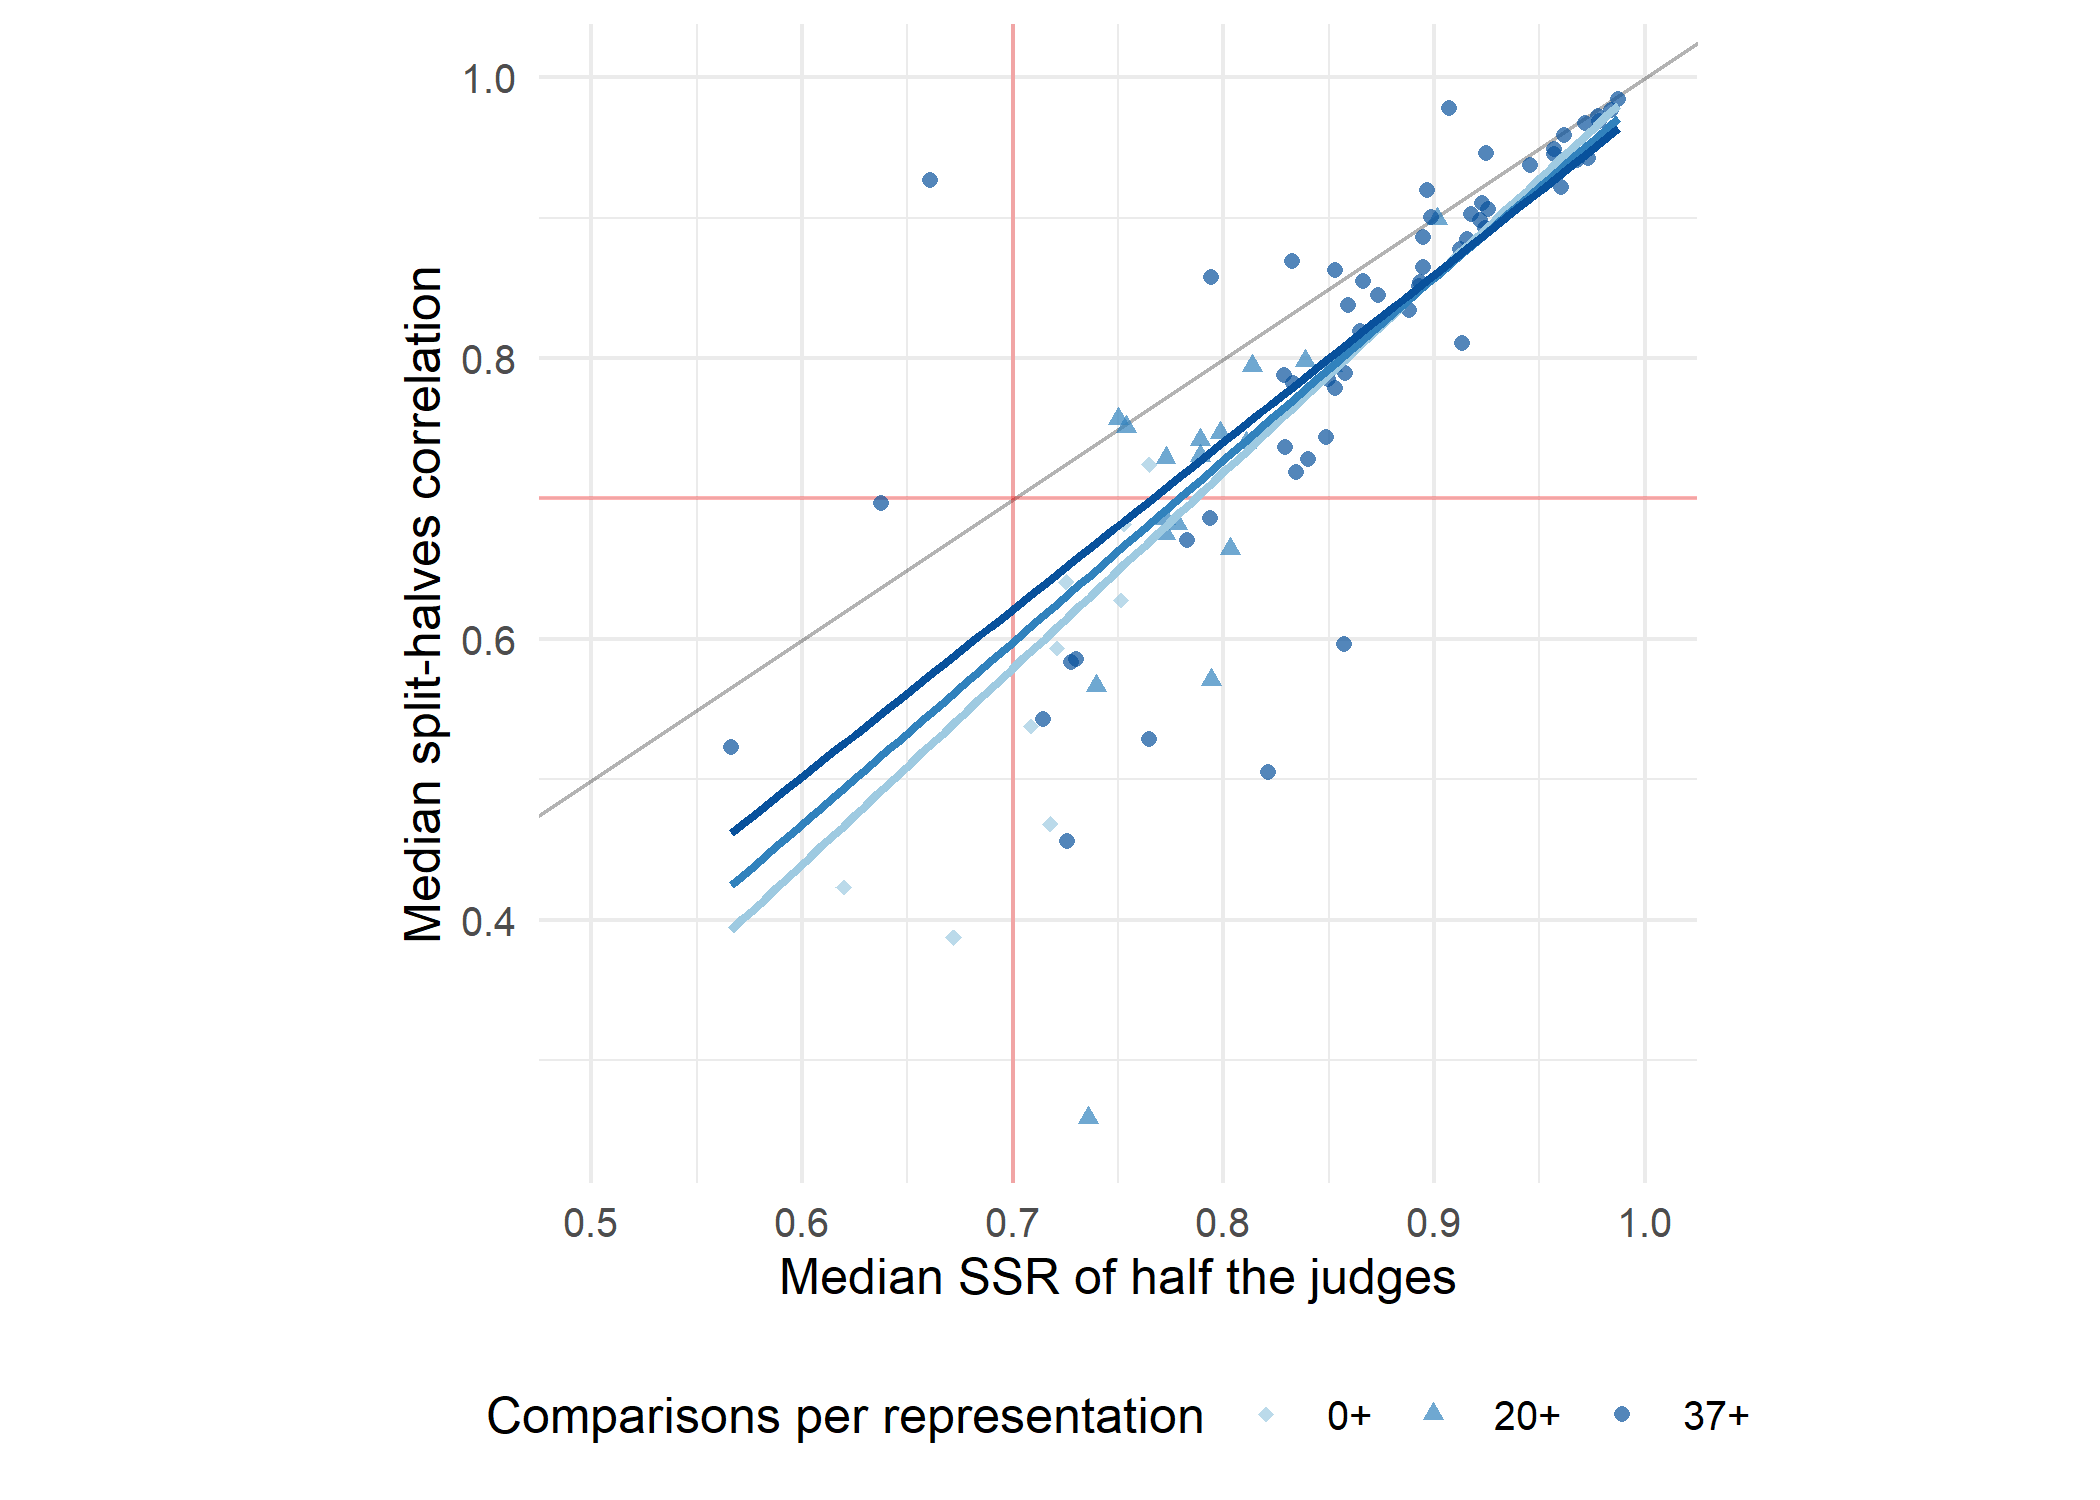 1.0
0.8
0.6
0.4
Median split-halves correlation
0.5 0.6 0.7 0.8 0.9 1.0
Median SSR of half the judges
Comparisons per representation 0+ 20+ 37+